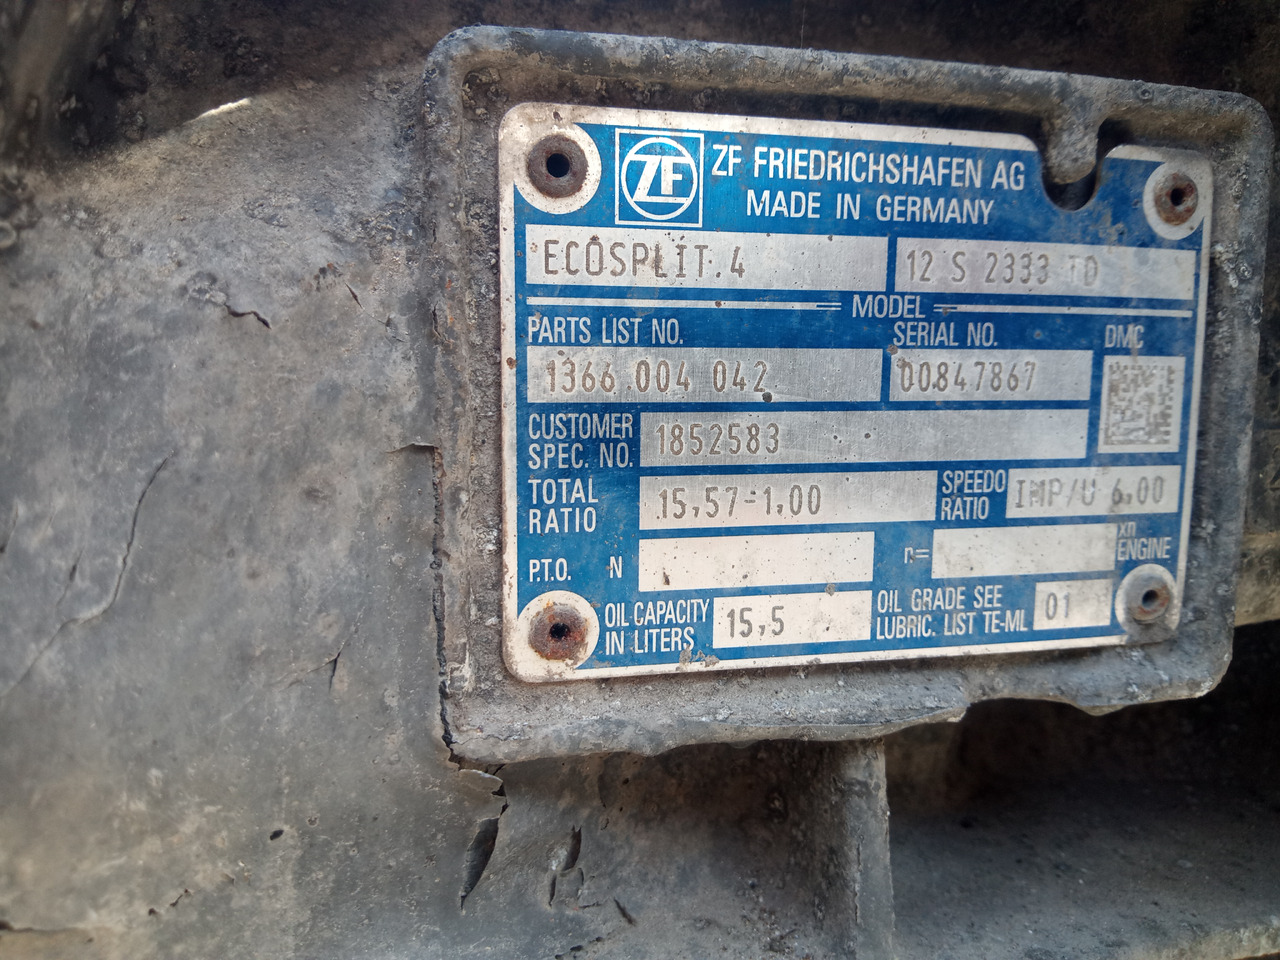 ZF
ZF FRIEDRICHSHAFEN AG
MADE IN GERMANY
ECOSPLIT.4
12 S 2333 TD
MODEL
PARTS LIST NO.
SERIAL NO.
DMC
1366 004 042
00847867
CUSTOMER
SPEC. NO.
1852583
TOTAL
RATIO
15,57-1,00
SPEEDO
RATIO
IMP/U 6,00
P.T.O.
N
n=
xn
ENGINE
OIL CAPACITY
IN LITERS
15,5
OIL GRADE SEE
LUBRIC. LIST TE-ML
01